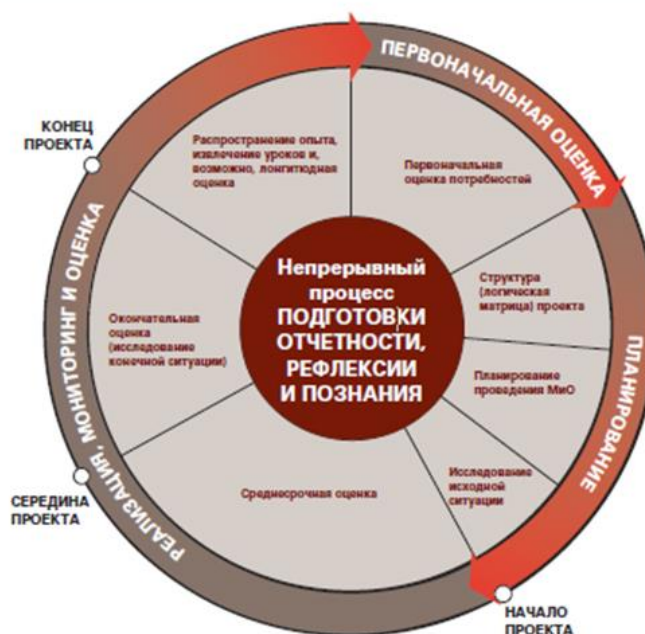 ПЕРВОНАЧАЛЬНАЯ ОЦЕНКА
КОНЕЦ
ПРОЕКТА
Распространение опыта,
извлечение уроков и,
возможно, лонгитюдная
оценка
Первоначальная
оценка потребностей
Непрерывный
процесс
ПОДГОТОВКИ
ОТЧЕТНОСТИ,
РЕФЛЕКСИИ
И ПОЗНАНИЯ
Структура
(логическая
матрица) проекта
Окончательная
оценка
(исследование
конечной ситуации)
Планирование
проведения МиО
ПЛАНИРОВАНИЕ
РЕАЛИЗАЦИЯ, МОНИТОРИНГ И ОЦЕНКА
Исследование
исходной
ситуации
Среднесрочная оценка
СЕРЕДИНА
ПРОЕКТА
НАЧАЛО
ПРОЕКТА